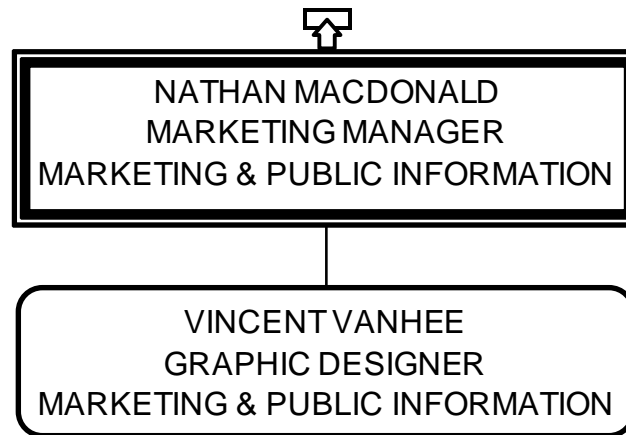 NATHAN MACDONALD
MARKETING MANAGER
MARKETING & PUBLIC INFORMATION
VINCENT VANHEE
GRAPHIC DESIGNER
MARKETING & PUBLIC INFORMATION